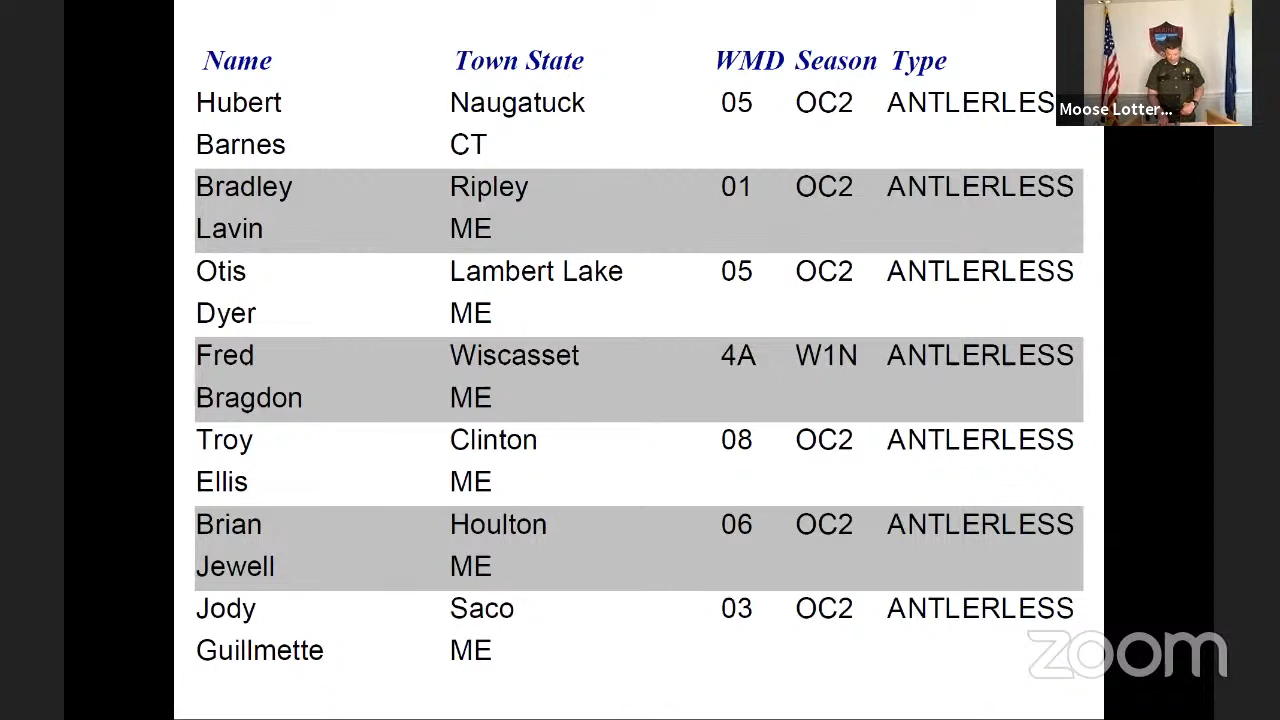 Name Town State WMD Season Type
Hubert Naugatuck 05 OC2 ANTLERLES
Barnes CT
Bradley Ripley 01 OC2 ANTLERLESS
Lavin ME
Otis Lambert Lake 05 OC2 ANTLERLESS
Dyer ME
Fred Wiscasset 4A W1N ANTLERLESS
Bragdon ME
Troy Clinton 08 OC2 ANTLERLESS
Ellis ME
Brian Houlton 06 OC2 ANTLERLESS
Jewell ME
Jody Saco 03 OC2 ANTLERLESS
Guillmette ME
Moose Lotter...
zoom